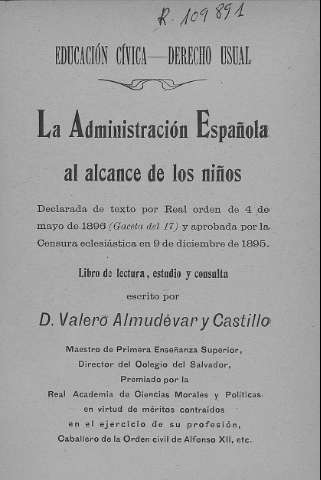 R. 109891
EDUCACIÓN CÍVICA—DERECHO USUAL
La Administración Española
al alcance de los niños
Declarada de texto por Real orden de 4 de
mayo de 1896 (Gaceta del 17) y aprobada por la
Censura eclesiástica en 9 de diciembre de 1895.
Libro de lectura, estudio y consulta
escrito por
D. Valero Almudévar y Castillo
Maestro de Primera Enseñanza Superior,
Director del Colegio del Salvador,
Premiado por la
Real Academia de Ciencias Morales y Políticas
en virtud de méritos contraídos
en el ejercicio de su profesión,
Caballero de la Orden civil de Alfonso XII, etc.